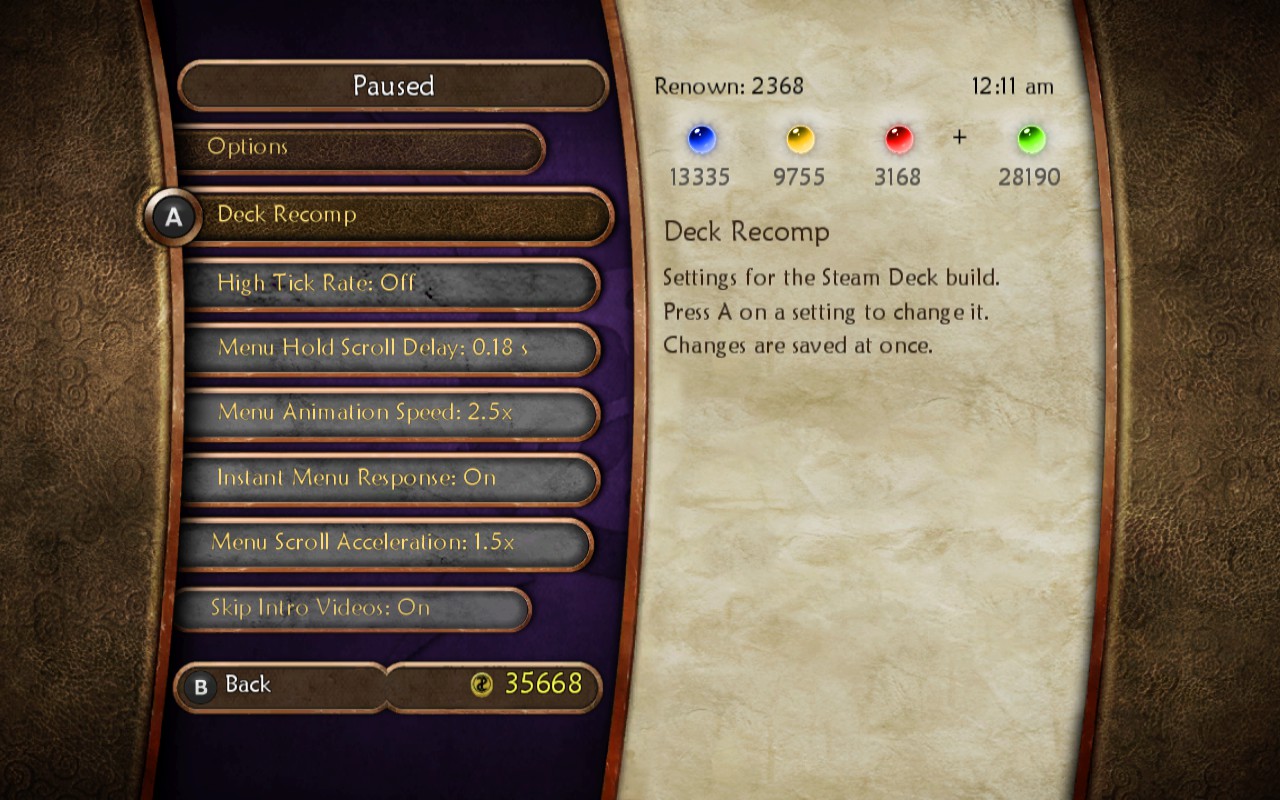 Paused
Options
A
Deck Recomp
High Tick Rate: Off
Menu Hold Scroll Delay: 0.18 s
Menu Animation Speed: 2.5x
Instant Menu Response: On
Menu Scroll Acceleration: 1.5x
Skip Intro Videos: On
B Back 35668
Renown: 2368 12:11 am
+
13335 9755 3168 28190
Deck Recomp
Settings for the Steam Deck build.
Press A on a setting to change it.
Changes are saved at once.